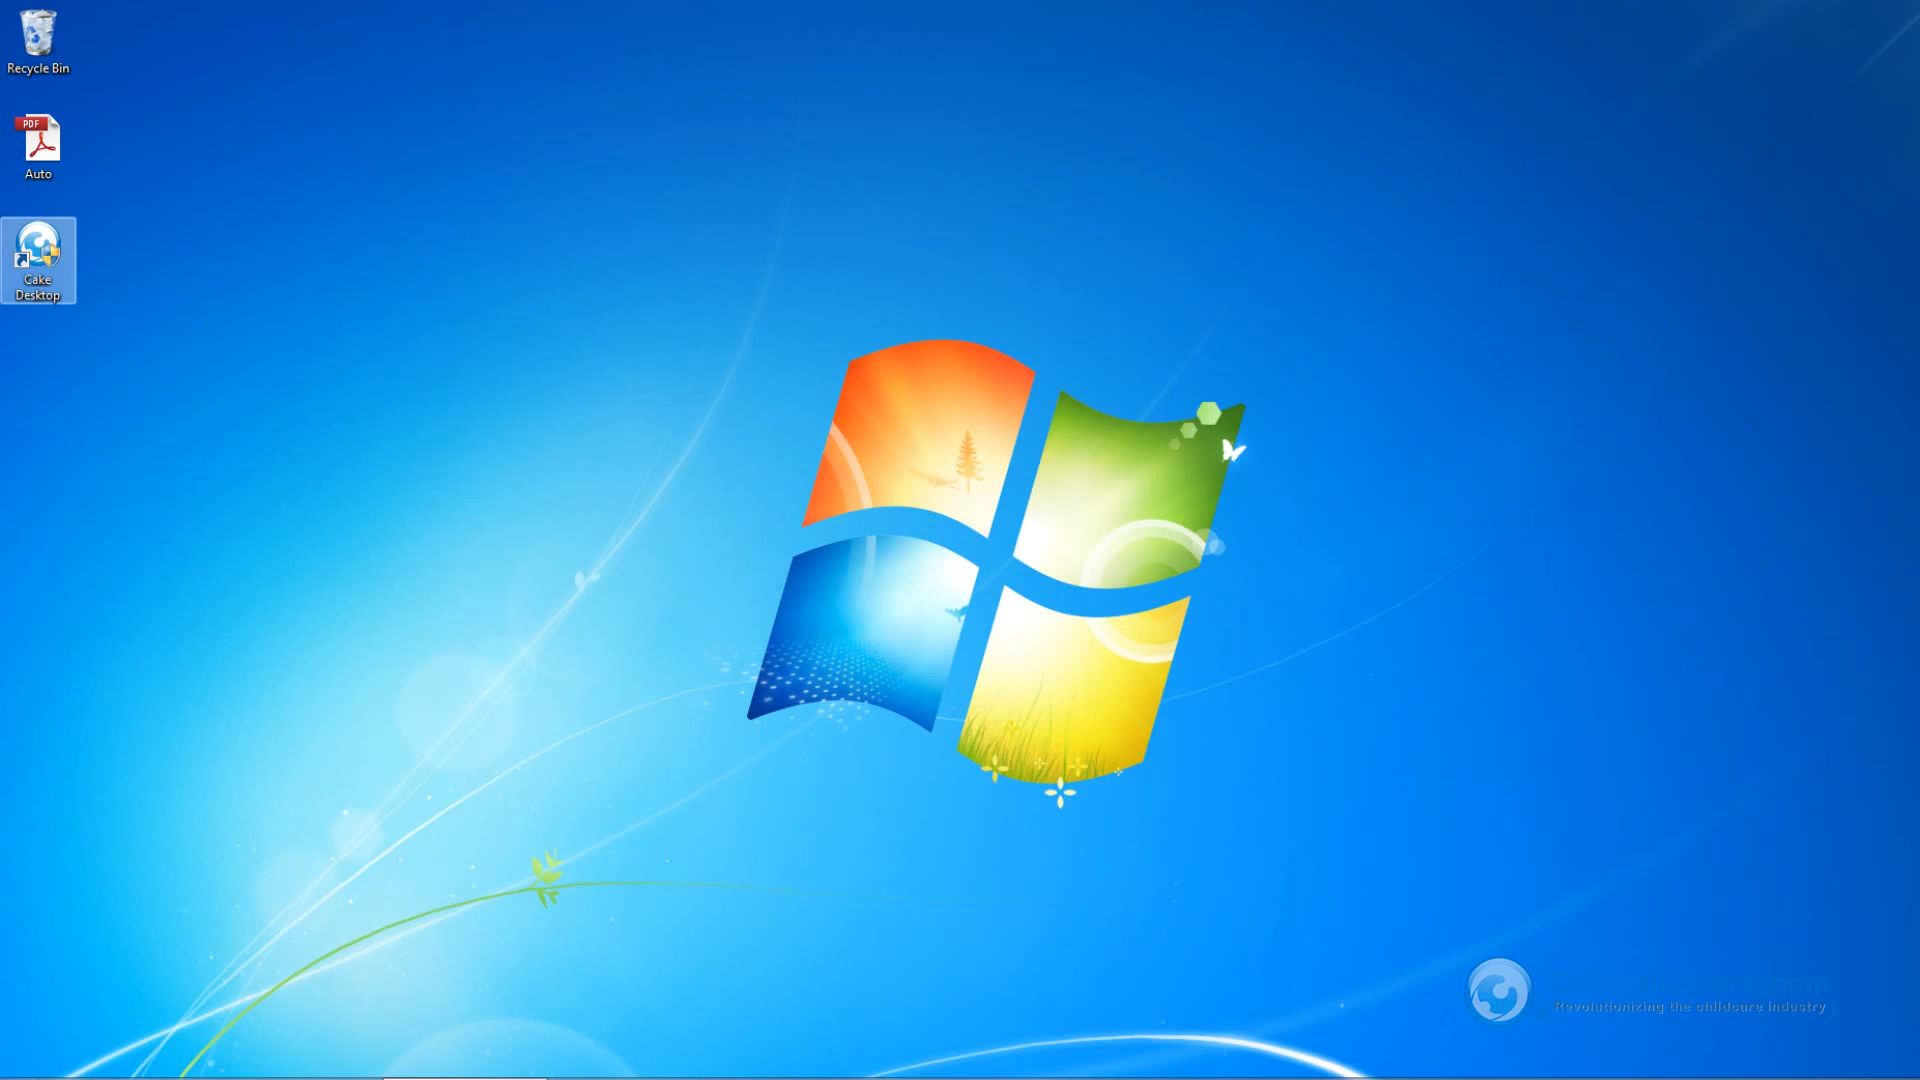 Recycle Bin
PDF
Auto
Cake
Desktop
Revolutionizing the childcare industry